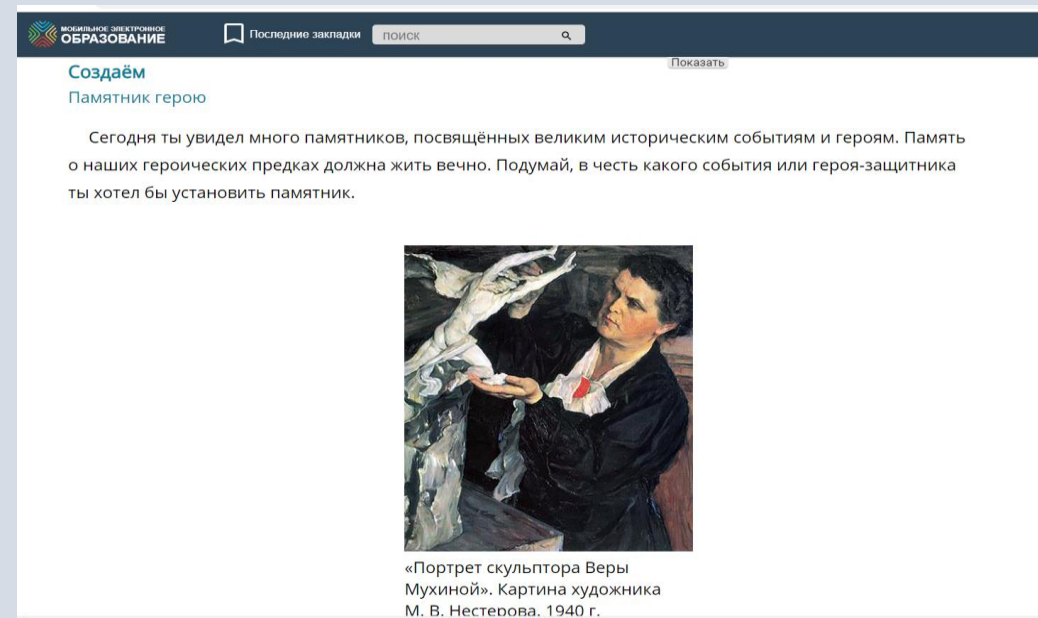 МОБИЛЬНОЕ ЭЛЕКТРОННОЕ
ОБРАЗОВАНИЕ
Последние закладки
поиск
Показать
Создаём
Памятник герою
Сегодня ты увидел много памятников, посвящённых великим историческим событиям и героям. Память
о наших героических предках должна жить вечно. Подумай, в честь какого события или героя-защитника
ты хотел бы установить памятник.
«Портрет скульптора Веры
Мухиной». Картина художника
М. В. Нестерова. 1940 г.